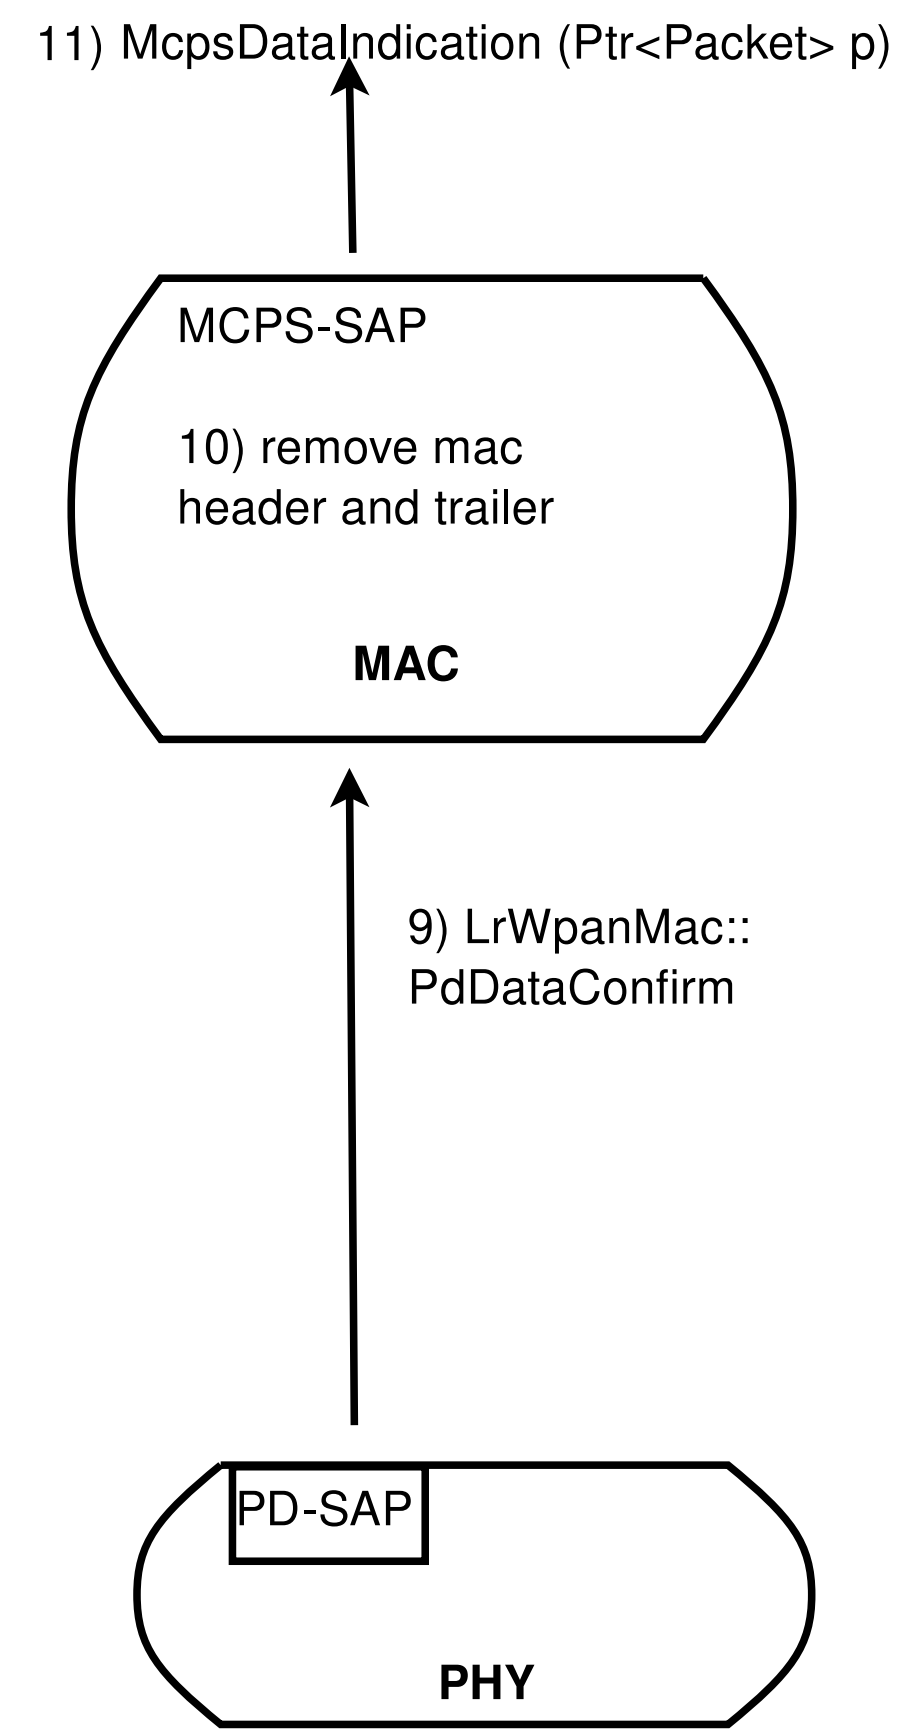 11) McpsDataIndication (Ptr<Packet> p)
MCPS-SAP
10) remove mac
header and trailer
MAC
9) LrWpanMac::
PdDataConfirm
PD-SAP
PHY